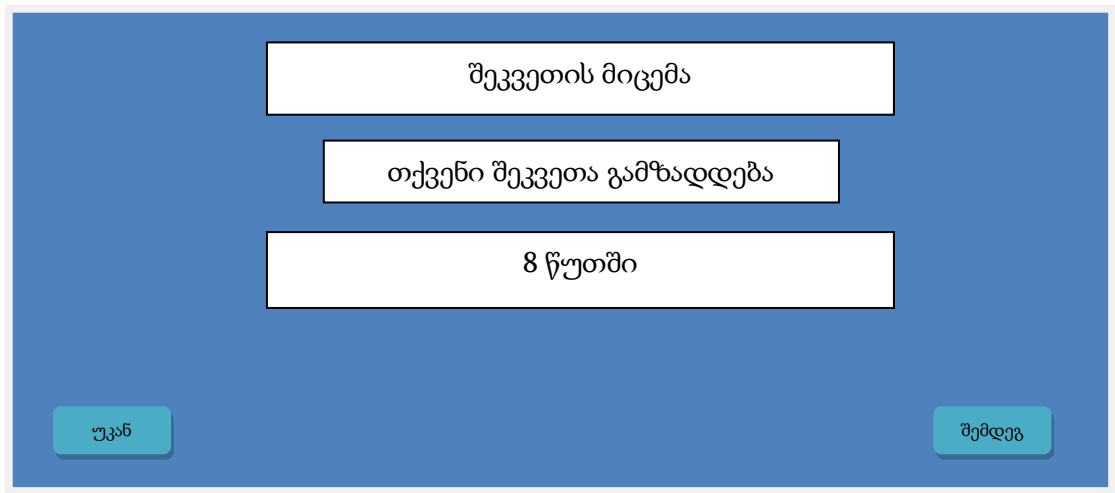 შეკვეთის მიცემა
თქვენი შეკვეთა გამზადდება
8 წუთში
უკან
შემდეგ